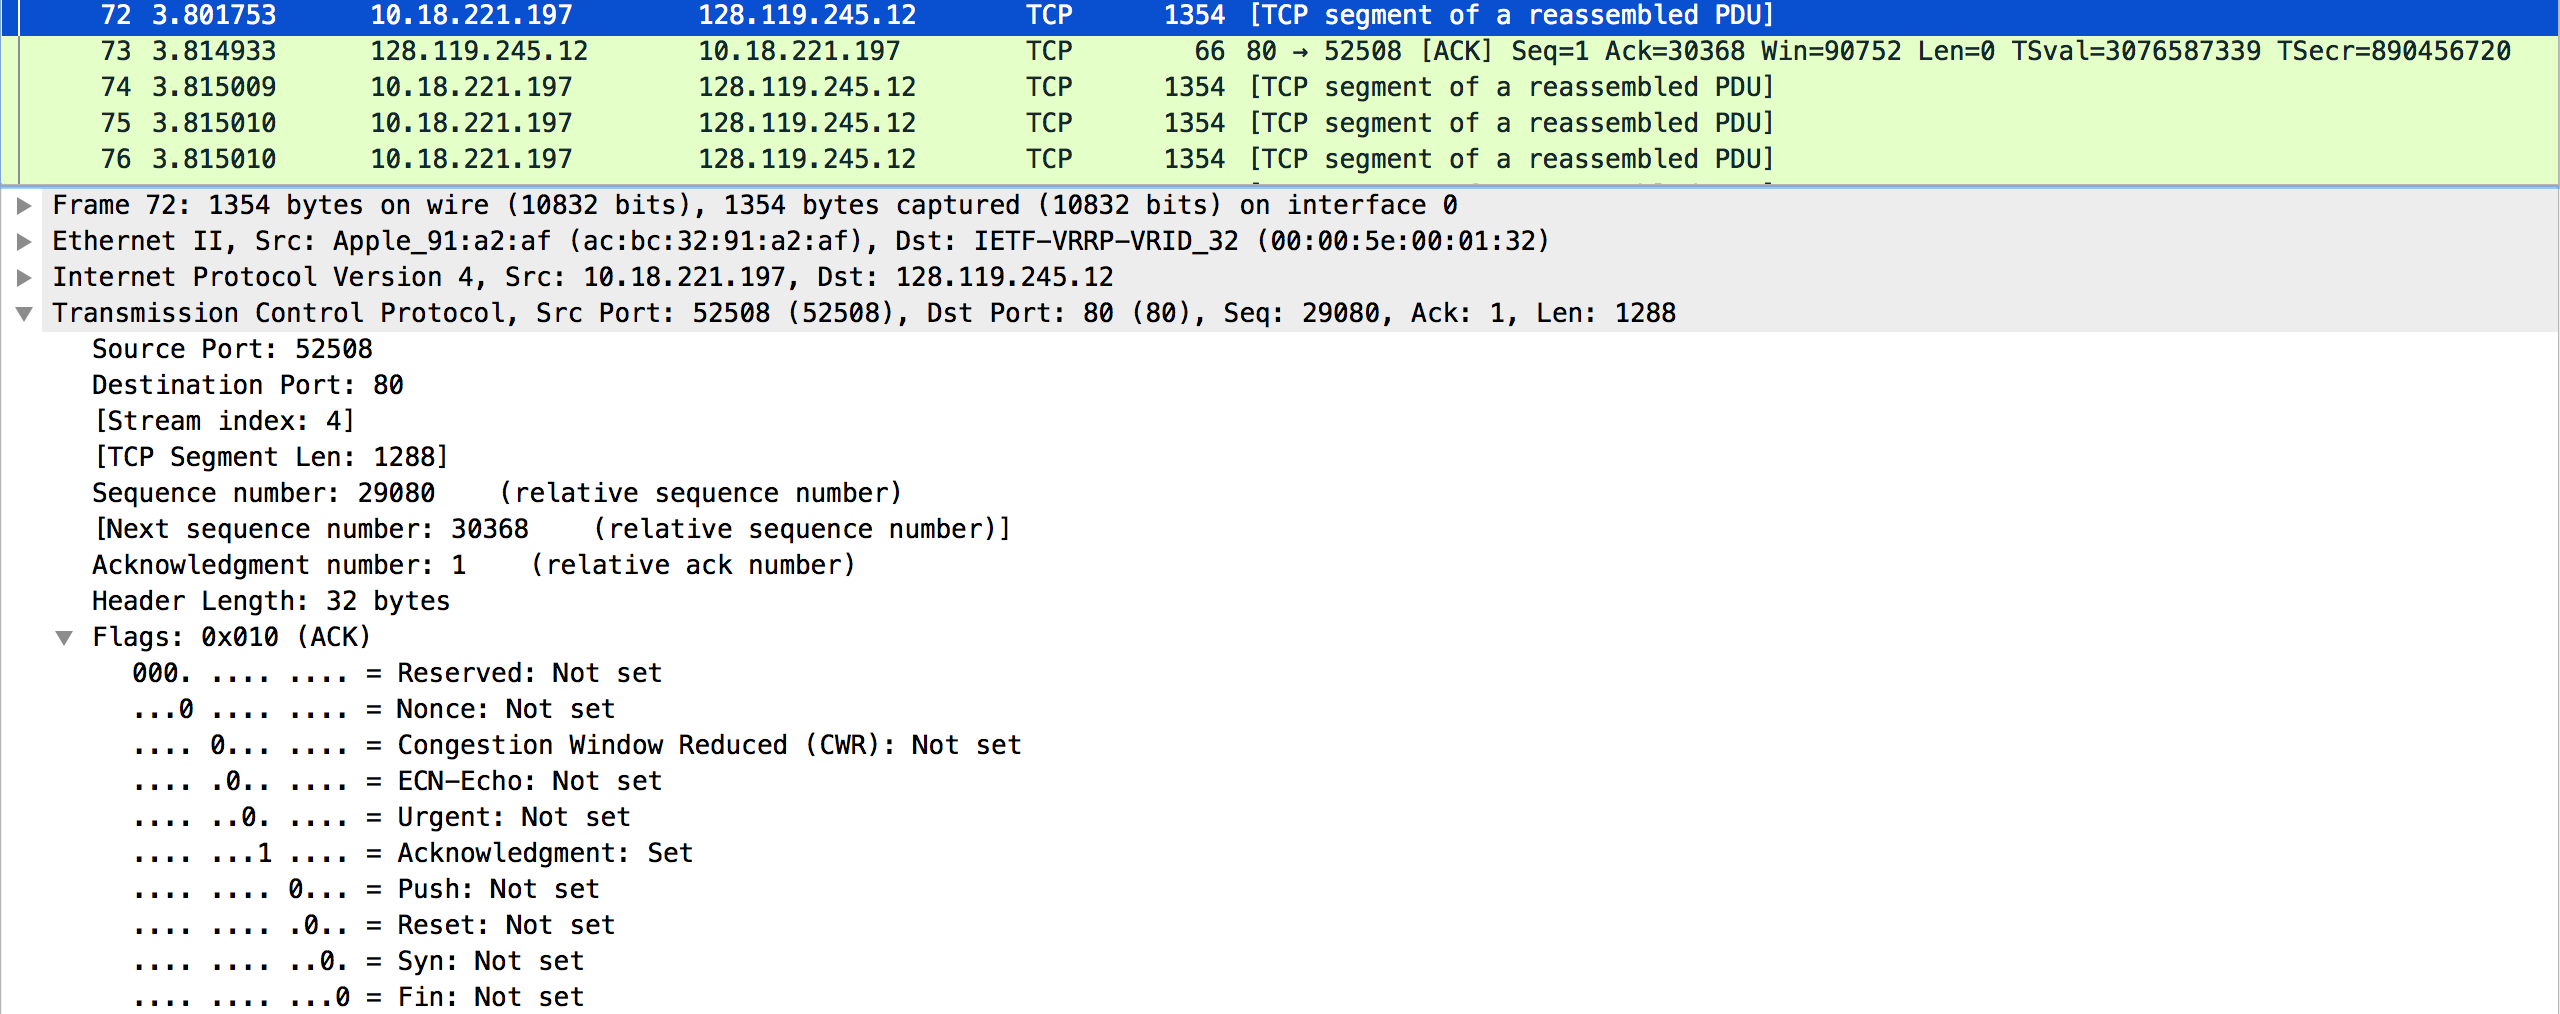 72 3.801753 10.18.221.197 128.119.245.12 TCP 1354 [TCP segment of a reassembled PDU]
73 3.814933 128.119.245.12 10.18.221.197 TCP 66 80 → 52508 [ACK] Seq=1 Ack=30368 Win=90752 Len=0 TSval=3076587339 TSecr=890456720
74 3.815009 10.18.221.197 128.119.245.12 TCP 1354 [TCP segment of a reassembled PDU]
75 3.815010 10.18.221.197 128.119.245.12 TCP 1354 [TCP segment of a reassembled PDU]
76 3.815010 10.18.221.197 128.119.245.12 TCP 1354 [TCP segment of a reassembled PDU]
Frame 72: 1354 bytes on wire (10832 bits), 1354 bytes captured (10832 bits) on interface 0
Ethernet II, Src: Apple_91:a2:af (ac:bc:32:91:a2:af), Dst: IETF-VRRP-VRID_32 (00:00:5e:00:01:32)
Internet Protocol Version 4, Src: 10.18.221.197, Dst: 128.119.245.12
Transmission Control Protocol, Src Port: 52508 (52508), Dst Port: 80 (80), Seq: 29080, Ack: 1, Len: 1288
Source Port: 52508
Destination Port: 80
[Stream index: 4]
[TCP Segment Len: 1288]
Sequence number: 29080 (relative sequence number)
[Next sequence number: 30368 (relative sequence number)]
Acknowledgment number: 1 (relative ack number)
Header Length: 32 bytes
Flags: 0x010 (ACK)
000. .... .... = Reserved: Not set
...0 .... .... = Nonce: Not set
.... 0... .... = Congestion Window Reduced (CWR): Not set
.... .0.. .... = ECN-Echo: Not set
.... ..0. .... = Urgent: Not set
.... ...1 .... = Acknowledgment: Set
.... .... 0... = Push: Not set
.... .... .0.. = Reset: Not set
.... .... ..0. = Syn: Not set
.... .... ...0 = Fin: Not set